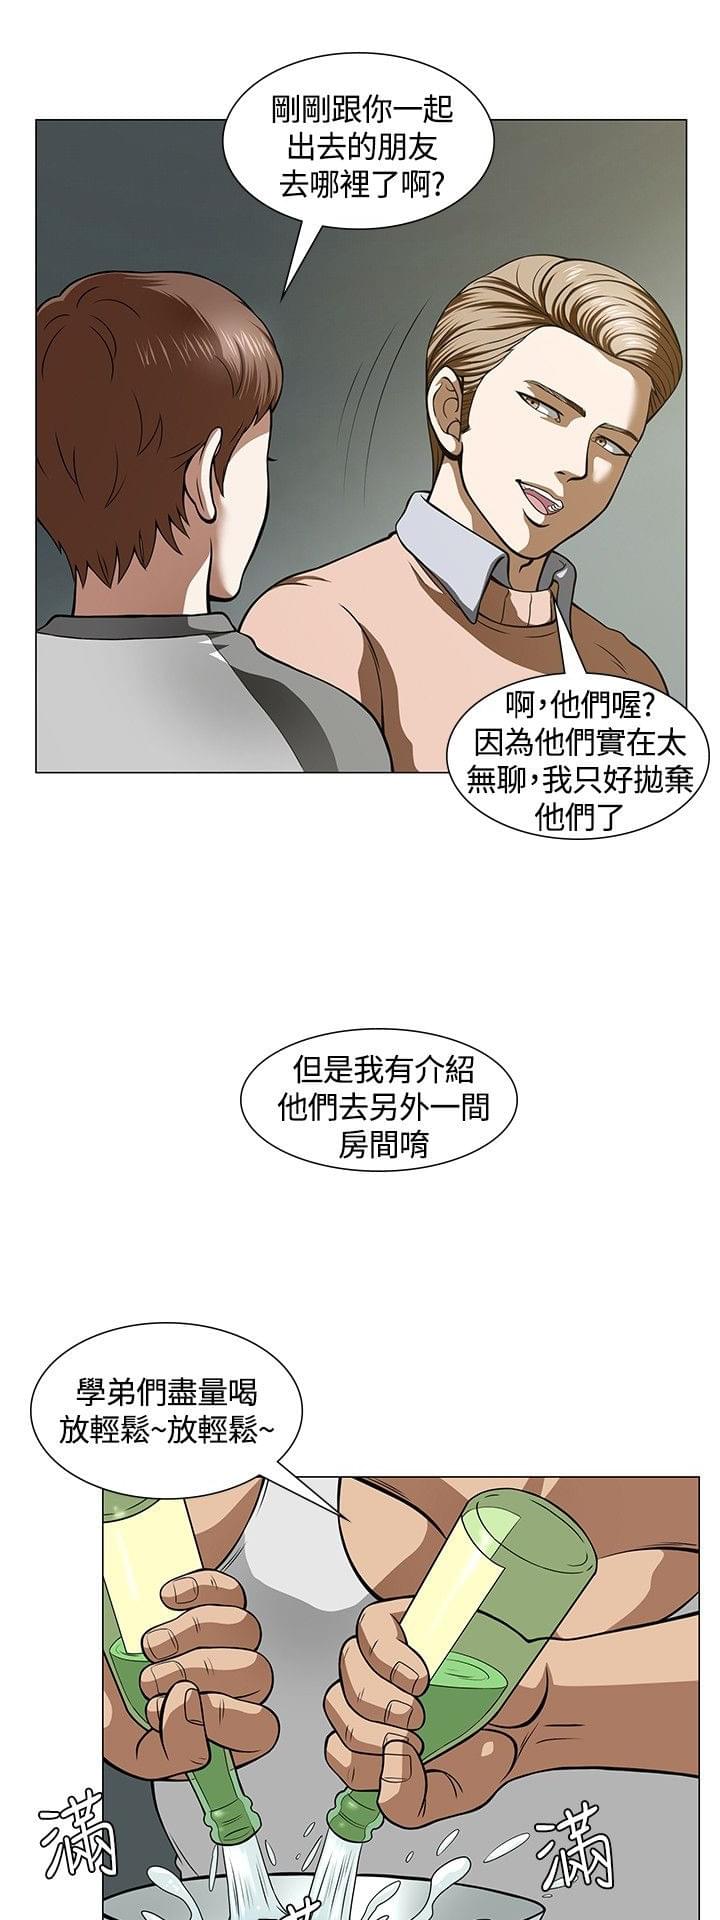 剛剛跟你一起
出去的朋友
去哪裡了啊?
啊,他們喔?
因為他們實在太
無聊,我只好拋棄
他們了
但是我有介紹
他們去另外一間
房間唷
學弟們盡量喝
放輕鬆~放輕鬆~
滿
滿
滿